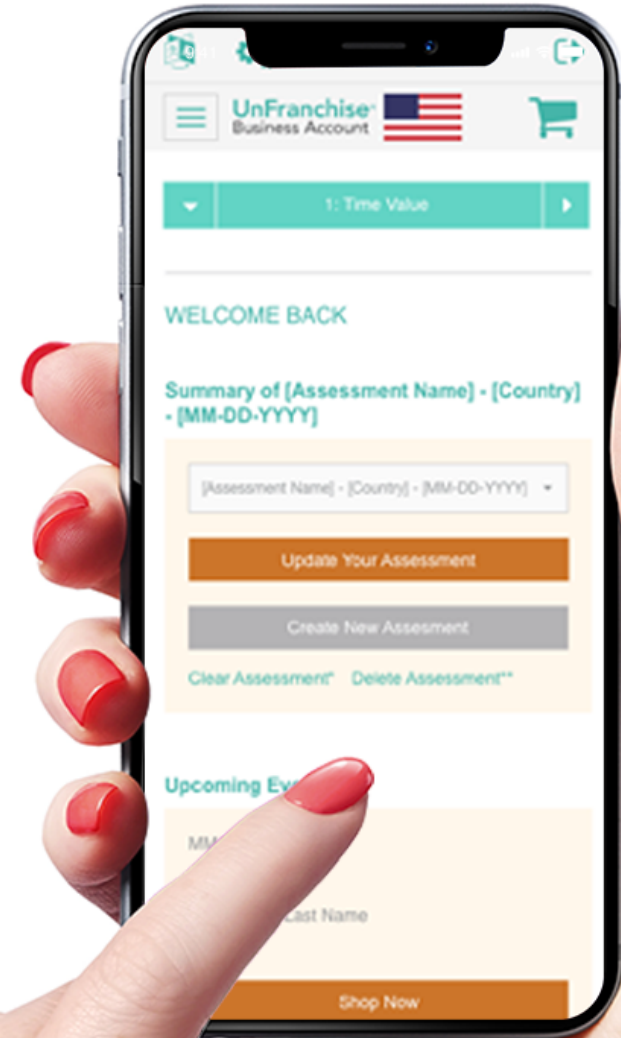 UnFranchise
Business Account
1: Time Value
WELCOME BACK
Summary of [Assessment Name] - [Country]
- [MM-DD-YYYY]
[Assessment Name] - [Country] - [MM-DD-YYYY]
Update Your Assessment
Create New Assesment
Clear Assessment* Delete Assessment**
Upcoming
Last Name
Shop Now